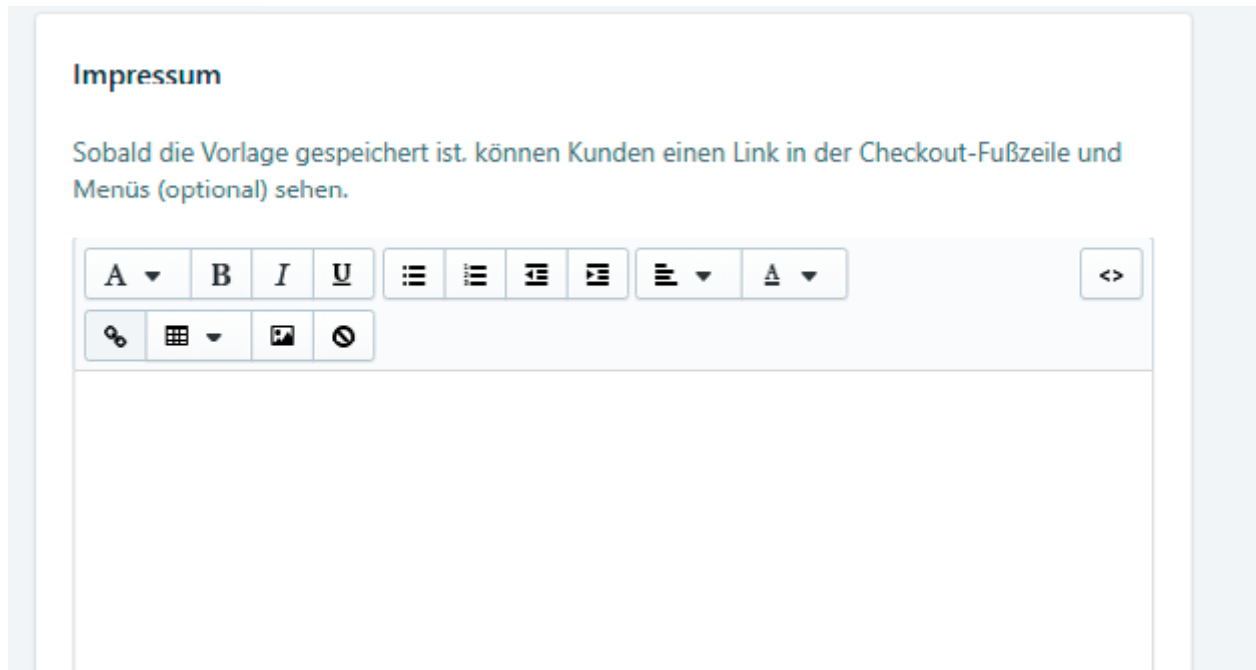 Impressum
Sobald die Vorlage gespeichert ist. können Kunden einen Link in der Checkout-Fußzeile und
Menüs (optional) sehen.
A B I U A <>